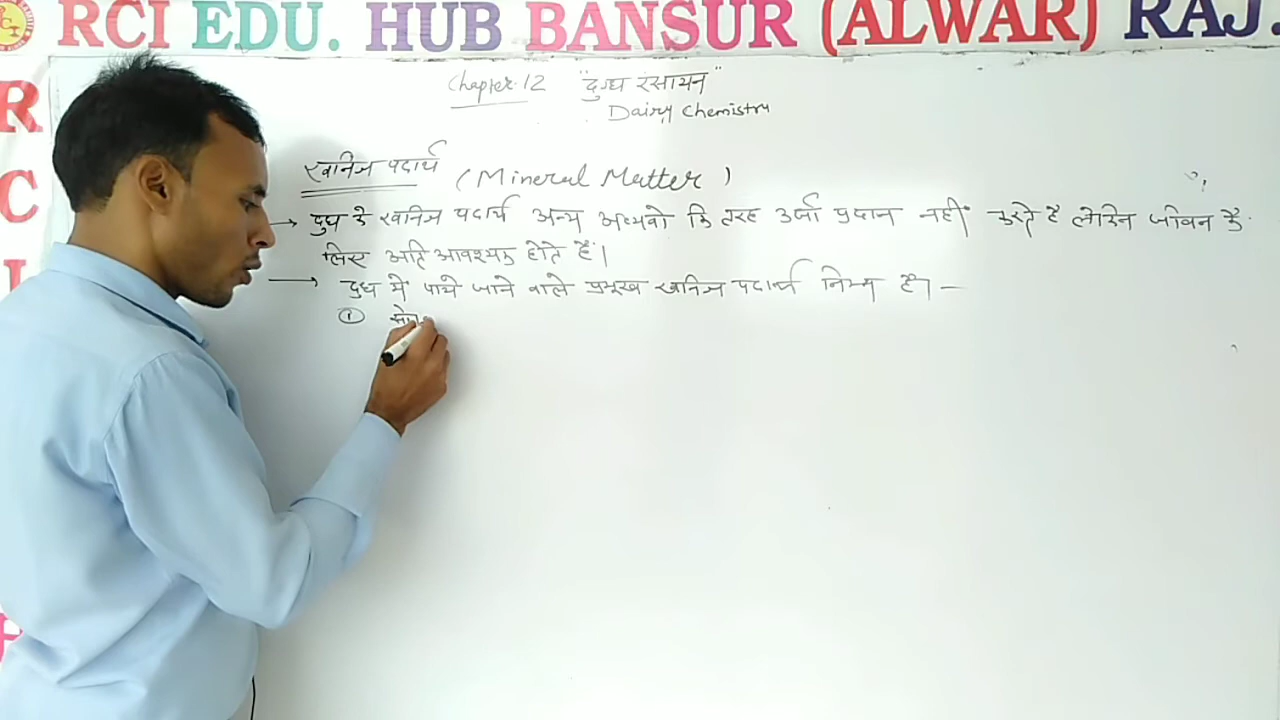 RCI EDU. HUB BANSUR (ALWAR) RAJ.
R
C
I
Chapter. 12 "दुग्ध रसायन"
Dairy Chemistry
खनिज पदार्थ (Mineral Matter)
→ दुध के खनिज पदार्थ अन्य अवयवो कि तरह उर्जा प्रदान नहीं करते है लेकिन जीवन के
लिए अति आवश्यक होते हैं।
→ दुध में पाये जाने वाले प्रमुख खनिज पदार्थ निम्न है। —
①